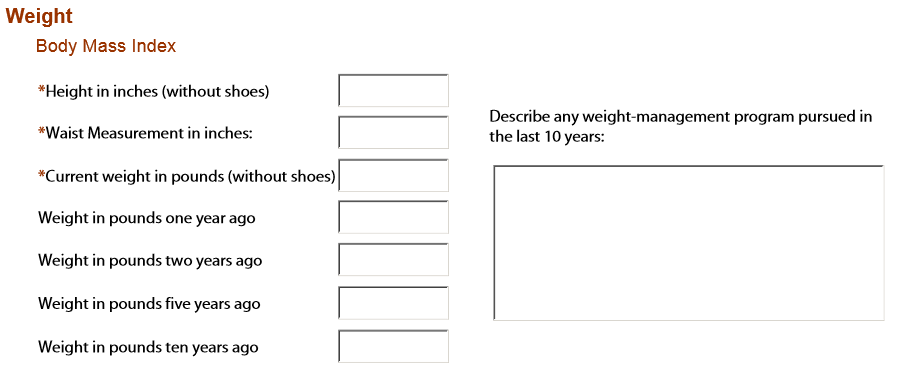 Weight
Body Mass Index
*Height in inches (without shoes)
*Waist Measurement in inches:
*Current weight in pounds (without shoes)
Weight in pounds one year ago
Weight in pounds two years ago
Weight in pounds five years ago
Weight in pounds ten years ago
Describe any weight-management program pursued in
the last 10 years: